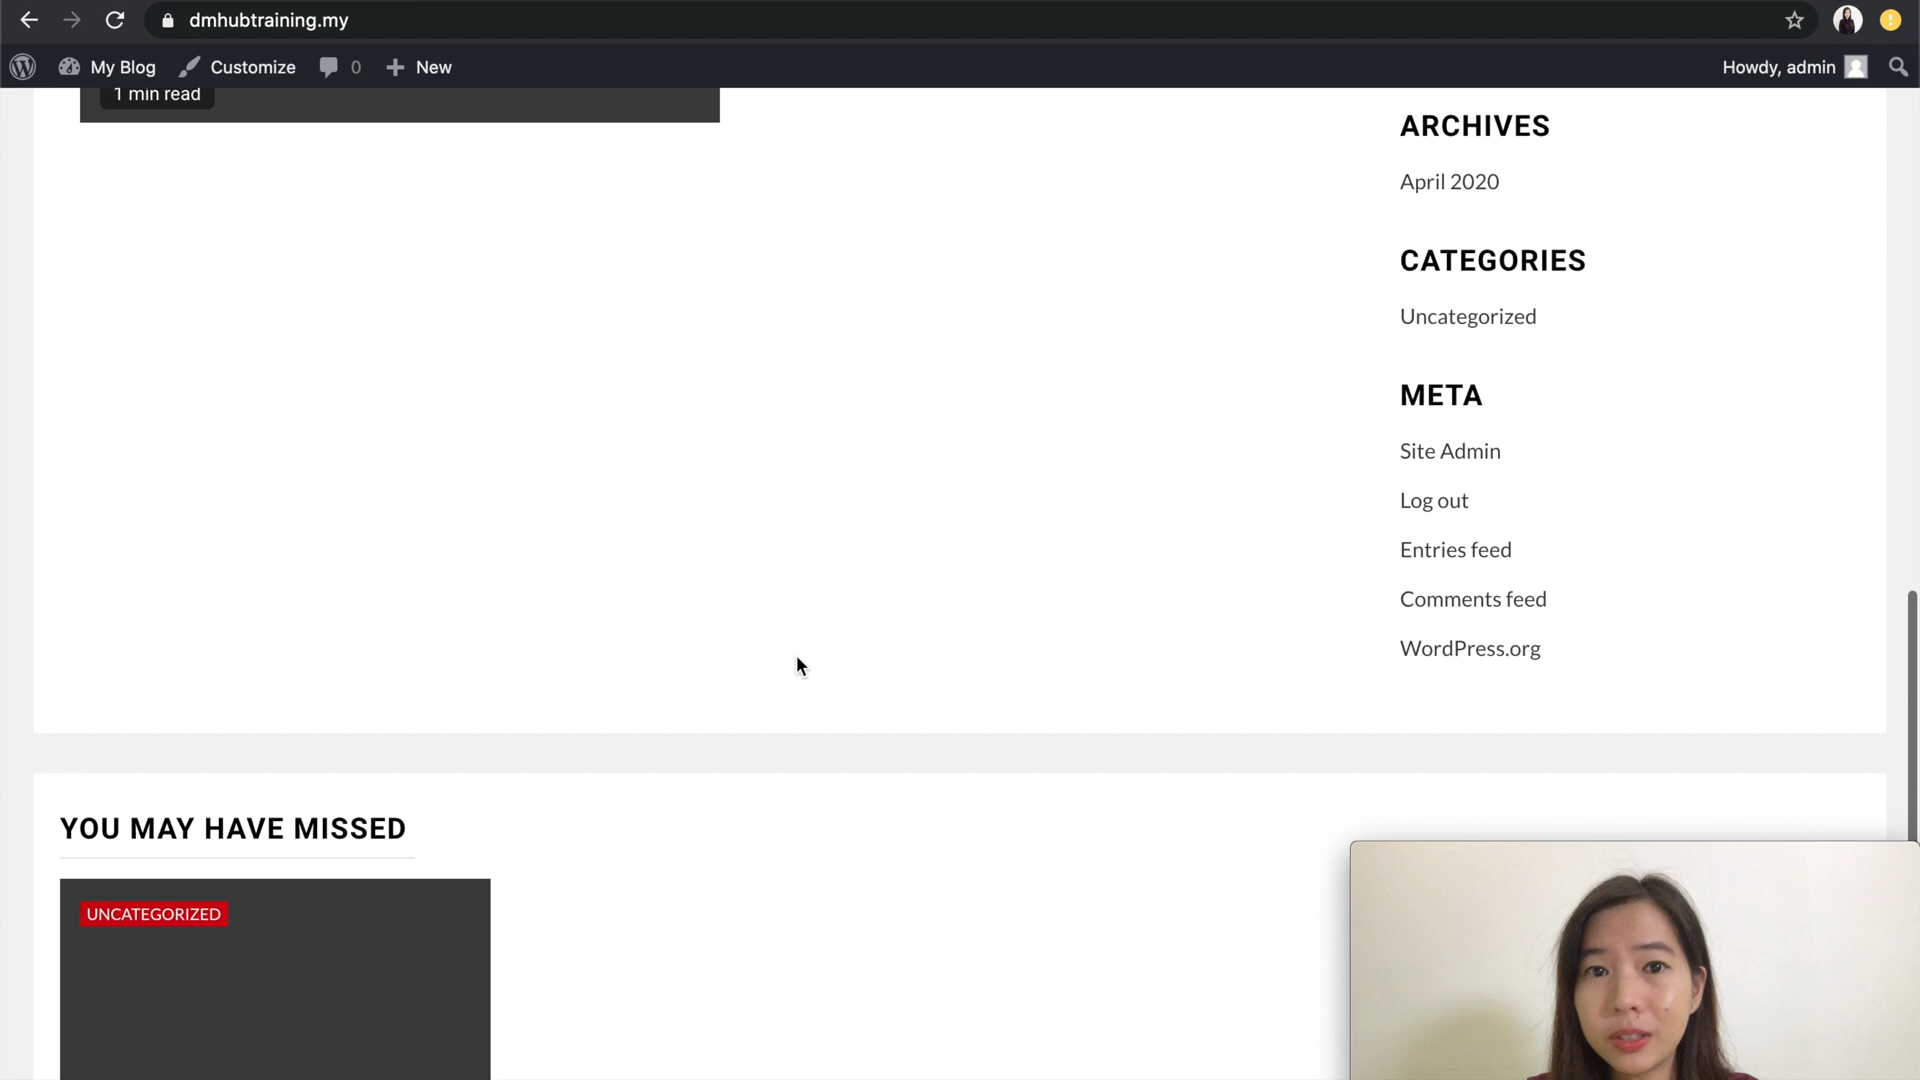 dmhubtraining.my
My Blog Customize 0 New Howdy, admin
1 min read
ARCHIVES
April 2020
CATEGORIES
Uncategorized
META
Site Admin
Log out
Entries feed
Comments feed
WordPress.org
YOU MAY HAVE MISSED
UNCATEGORIZED